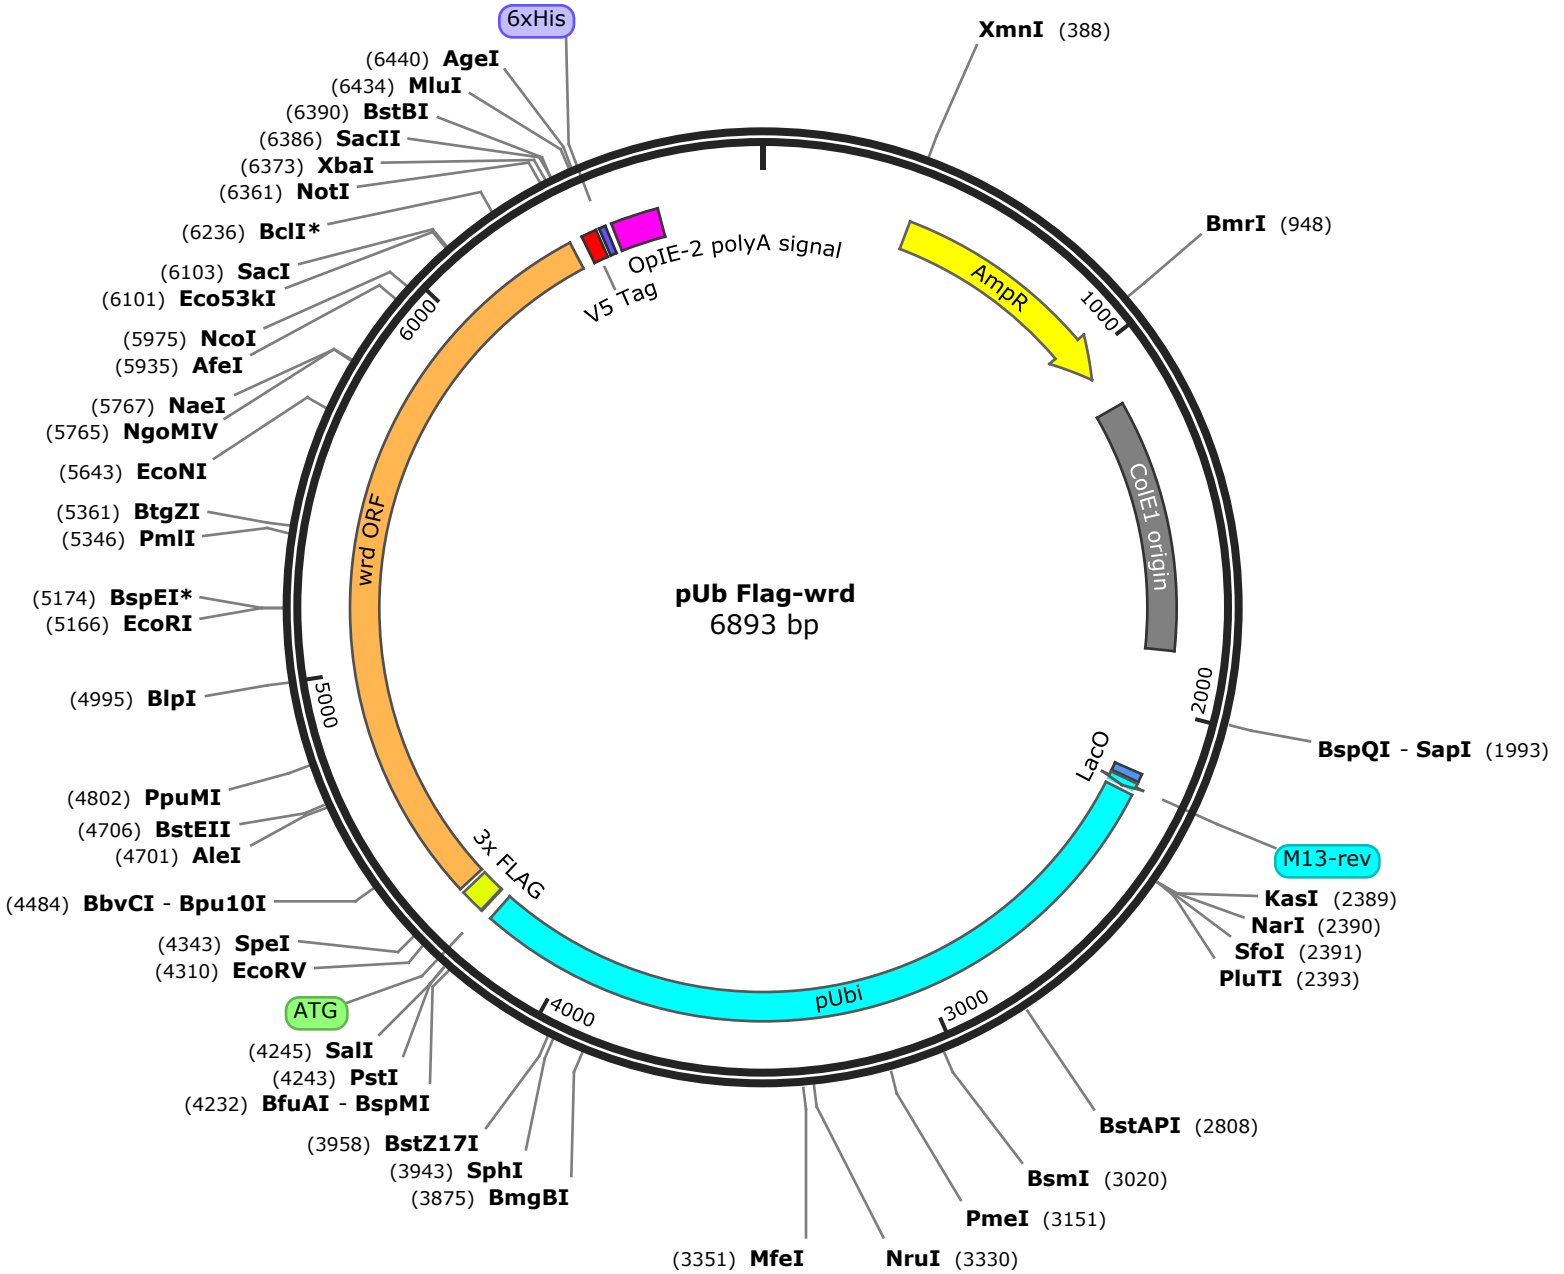 6xHis
XmnI (388)
(6440) AgeI
(6434) MluI
(6390) BstBI
(6386) SacII
(6373) XbaI
(6361) NotI
(6236) BclI*
(6103) SacI
(6101) Eco53kI
(5975) NcoI
(5935) AfeI
(5767) NaeI
(5765) NgoMIV
(5643) EcoNI
(5361) BtgZI
(5346) PmlI
(5174) BspEI*
(5166) EcoRI
(4995) BlpI
(4802) PpuMI
(4706) BstEII
(4701) AleI
(4484) BbvCI - Bpu10I
(4343) SpeI
(4310) EcoRV
ATG
(4245) SalI
(4243) PstI
(4232) BfuAI - BspMI
(3958) BstZ17I
(3943) SphI
(3875) BmgBI
(3351) MfeI
NruI (3330)
PmeI (3151)
BsmI (3020)
BstAPI (2808)
PluTI (2393)
SfoI (2391)
NarI (2390)
KasI (2389)
M13-rev
BspQI - SapI (1993)
BmrI (948)
OpIE-2 polyA signal
V5 Tag
AmpR
ColE1 origin
LacO
pUbi
3x FLAG
wrd ORF
1000
2000
3000
4000
5000
6000
pUb Flag-wrd
6893 bp